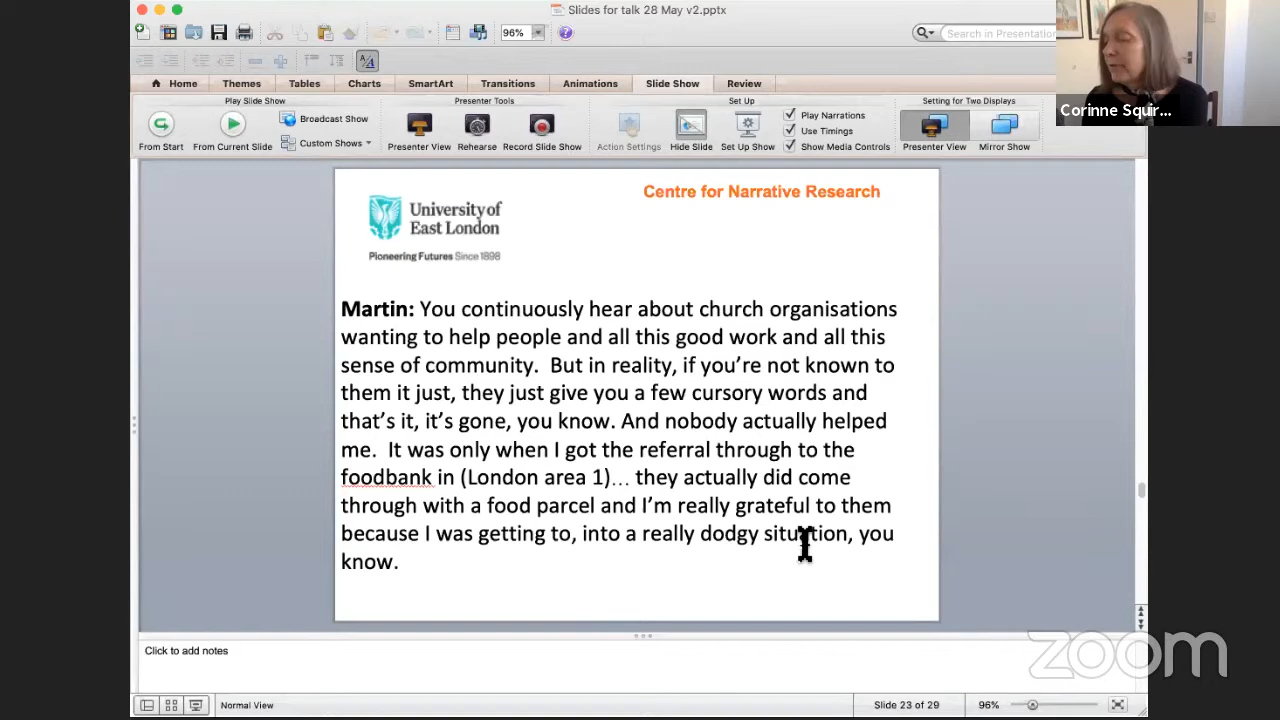 Slides for talk 28 May v2.pptx
96%
Search in Presentation
Home Themes Tables Charts SmartArt Transitions Animations Slide Show Review
Play Slide Show Presenter Tools Set Up Setting for Two Displays
From Start From Current Slide Broadcast Show Custom Shows Presenter View Rehearse Record Slide Show Action Settings Hide Slide Set Up Show Play Narrations Use Timings Show Media Controls Presenter View Mirror Show
Corinne Squir...
Centre for Narrative Research
University of
East London
Pioneering Futures Since 1898
Martin: You continuously hear about church organisations
wanting to help people and all this good work and all this
sense of community. But in reality, if you’re not known to
them it just, they just give you a few cursory words and
that’s it, it’s gone, you know. And nobody actually helped
me. It was only when I got the referral through to the
foodbank in (London area 1)… they actually did come
through with a food parcel and I’m really grateful to them
because I was getting to, into a really dodgy situation, you
know.
Click to add notes
zoom
Normal View Slide 23 of 29 96%